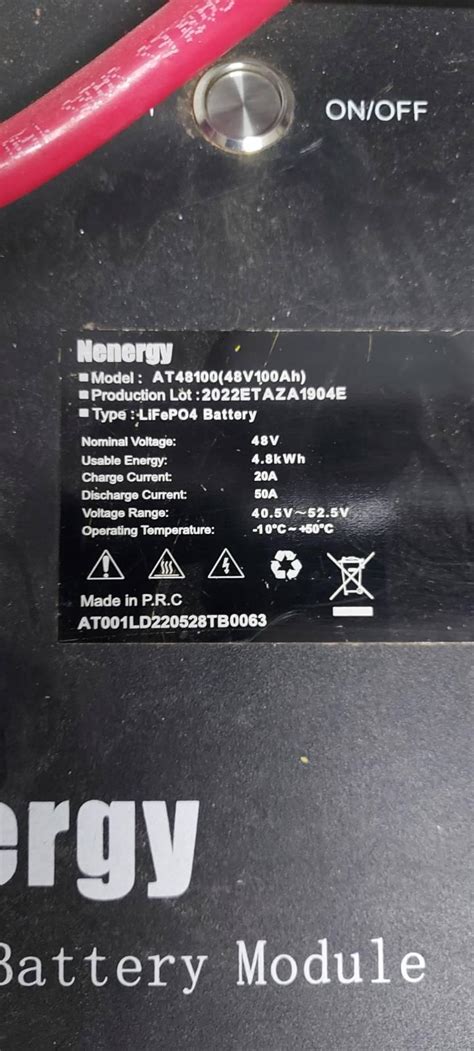 ON/OFF
Nenergy
■Model: AT48100(48V100Ah)
■Production Lot:2022ETAZA1904E
■Type:LiFePO4 Battery
Nominal Voltage: 48V
Usable Energy: 4.8kWh
Charge Current: 20A
Discharge Current: 50A
Voltage Range: 40.5V~52.5V
Operating Temperature: -10°C~+50°C
Made in P.R.C
AT001LD220528TB0063
ergy
Battery Module